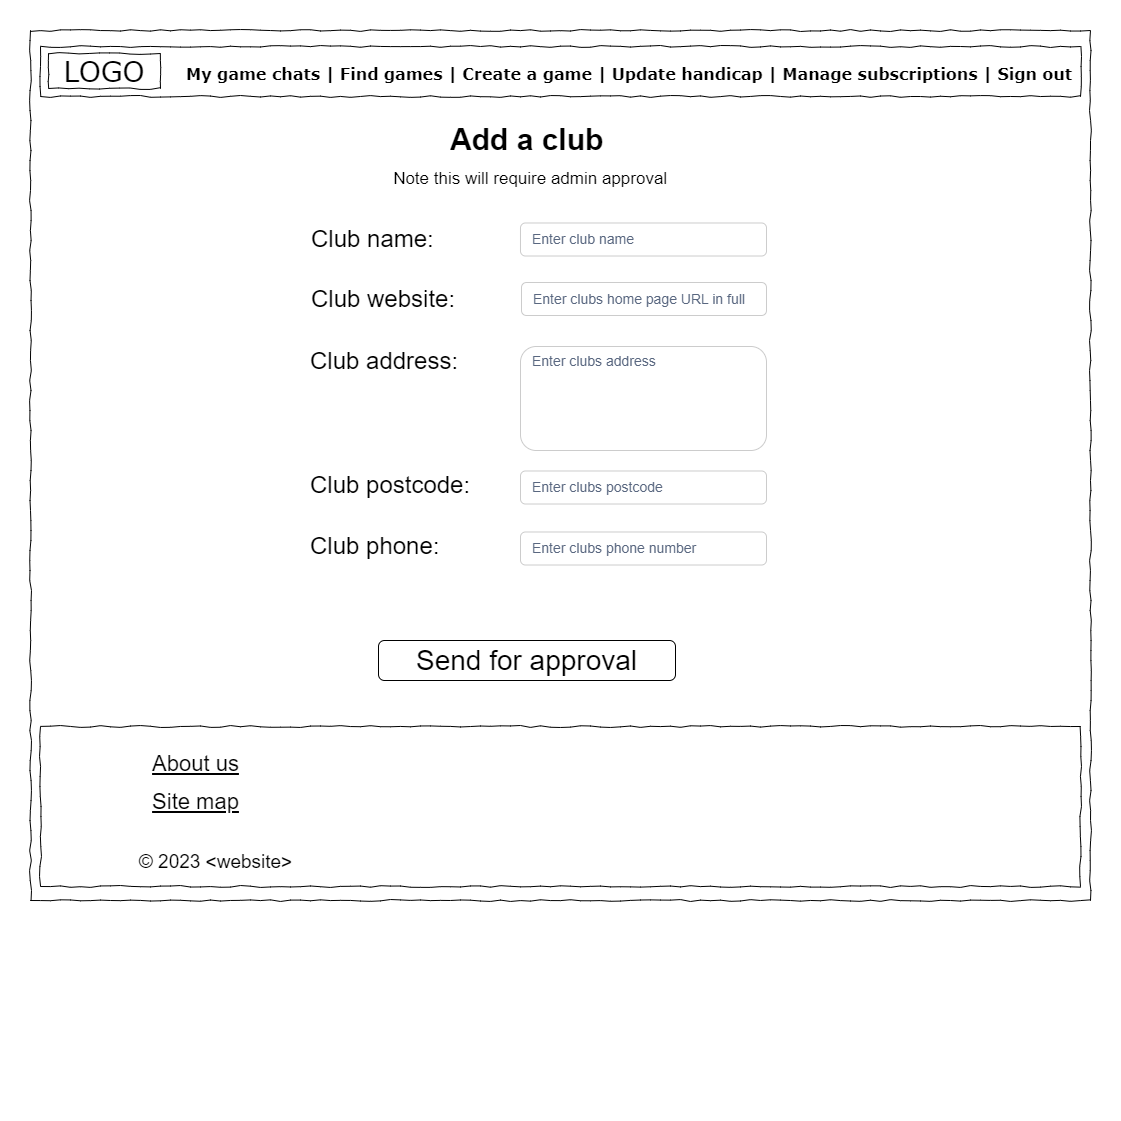 LOGO My game chats | Find games | Create a game | Update handicap | Manage subscriptions | Sign out
Add a club
Note this will require admin approval
Club name: Enter club name
Club website: Enter clubs home page URL in full
Club address: Enter clubs address
Club postcode: Enter clubs postcode
Club phone: Enter clubs phone number
Send for approval
About us
Site map
© 2023 <website>